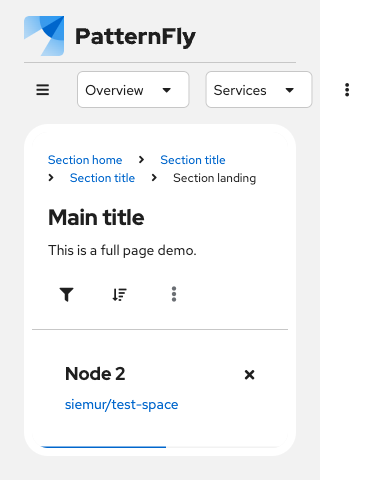 PatternFly
Overview Services
Section home Section title
Section title Section landing
Main title
This is a full page demo.
Node 2
siemur/test-space